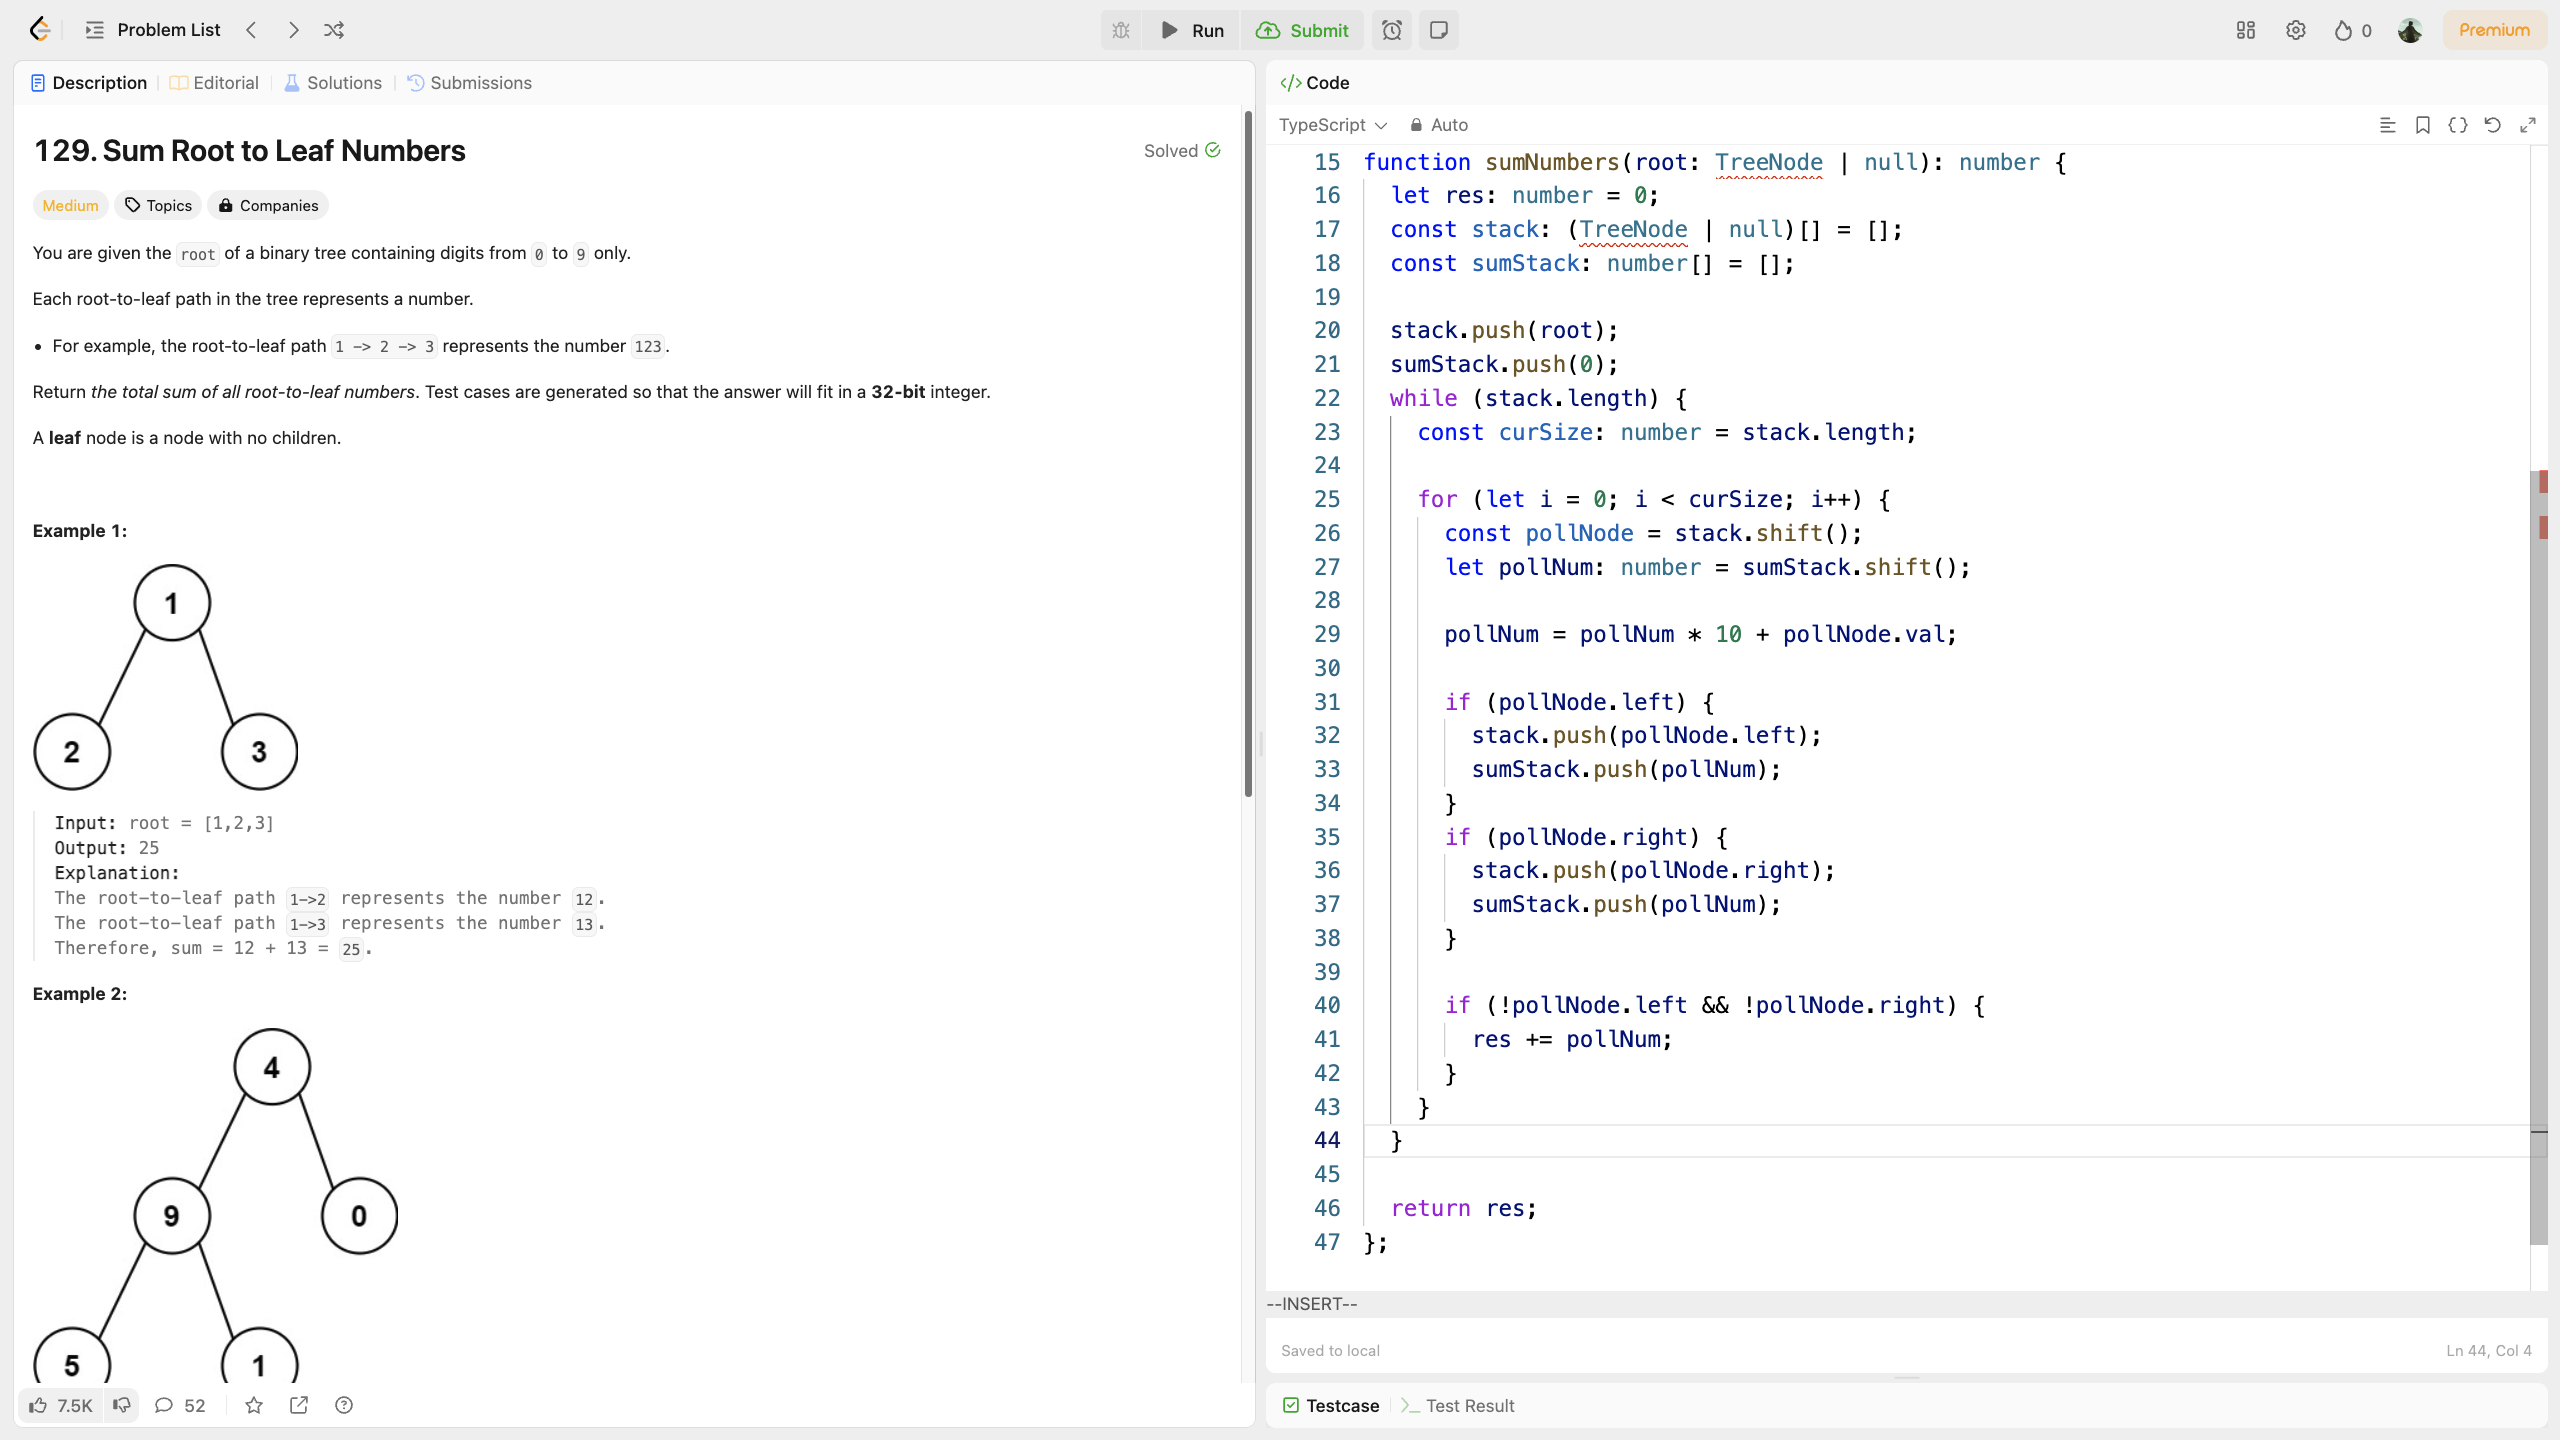 Problem List
Run
Submit
0
Premium
Description
Editorial
Solutions
Submissions
129. Sum Root to Leaf Numbers
Solved
Medium
Topics
Companies
You are given the root of a binary tree containing digits from 0 to 9 only.
Each root-to-leaf path in the tree represents a number.
• For example, the root-to-leaf path 1 -> 2 -> 3 represents the number 123.
Return the total sum of all root-to-leaf numbers. Test cases are generated so that the answer will fit in a 32-bit integer.
A leaf node is a node with no children.
Example 1:
1
2
3
Input: root = [1,2,3]
Output: 25
Explanation:
The root-to-leaf path 1->2 represents the number 12.
The root-to-leaf path 1->3 represents the number 13.
Therefore, sum = 12 + 13 = 25.
Example 2:
4
9
0
5
1
7.5K
52
Code
TypeScript
Auto
15 function sumNumbers(root: TreeNode | null): number {
16 let res: number = 0;
17 const stack: (TreeNode | null)[] = [];
18 const sumStack: number[] = [];
19
20 stack.push(root);
21 sumStack.push(0);
22 while (stack.length) {
23 const curSize: number = stack.length;
24
25 for (let i = 0; i < curSize; i++) {
26 const pollNode = stack.shift();
27 let pollNum: number = sumStack.shift();
28
29 pollNum = pollNum * 10 + pollNode.val;
30
31 if (pollNode.left) {
32 stack.push(pollNode.left);
33 sumStack.push(pollNum);
34 }
35 if (pollNode.right) {
36 stack.push(pollNode.right);
37 sumStack.push(pollNum);
38 }
39
40 if (!pollNode.left && !pollNode.right) {
41 res += pollNum;
42 }
43 }
44 }
45
46 return res;
47 };
--INSERT--
Saved to local
Ln 44, Col 4
Testcase
Test Result